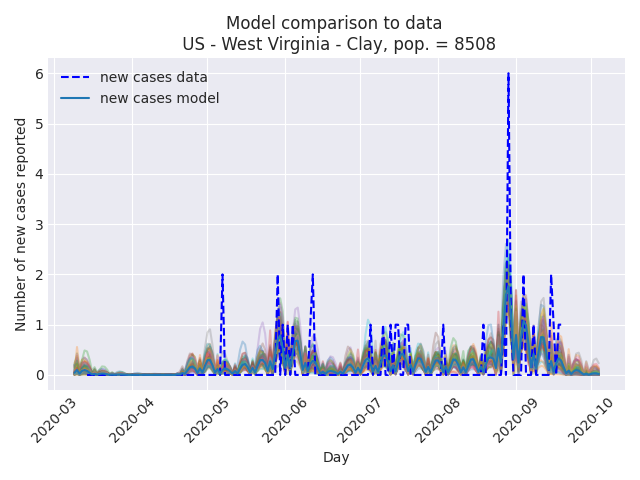 Model comparison to data
US - West Virginia - Clay, pop. = 8508
new cases data
new cases model
Number of new cases reported
6
5
4
3
2
1
0
2020-03
2020-04
2020-05
2020-06
2020-07
2020-08
2020-09
2020-10
Day